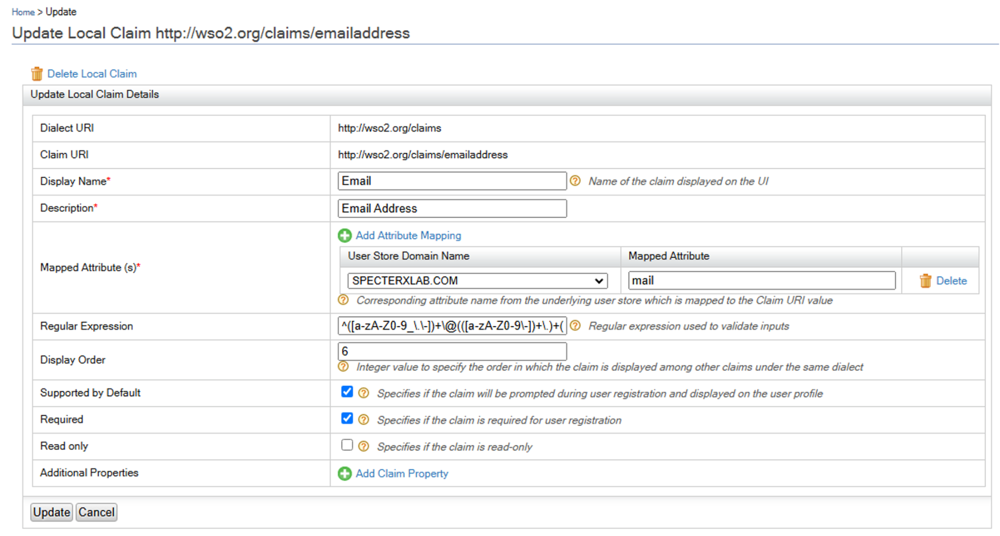 Home > Update
Update Local Claim http://wso2.org/claims/emailaddress
Delete Local Claim
Update Local Claim Details
Dialect URI http://wso2.org/claims
Claim URI http://wso2.org/claims/emailaddress
Display Name* Email Name of the claim displayed on the UI
Description* Email Address
Mapped Attribute (s)*
Add Attribute Mapping
User Store Domain Name Mapped Attribute
SPECTERXLAB.COM mail Delete
Corresponding attribute name from the underlying user store which is mapped to the Claim URI value
Regular Expression ^([a-zA-Z0-9_\.\-])+\@(([a-zA-Z0-9\-])+\.)+( Regular expression used to validate inputs
Display Order 6
Integer value to specify the order in which the claim is displayed among other claims under the same dialect
Supported by Default Specifies if the claim will be prompted during user registration and displayed on the user profile
Required Specifies if the claim is required for user registration
Read only Specifies if the claim is read-only
Additional Properties Add Claim Property
Update Cancel